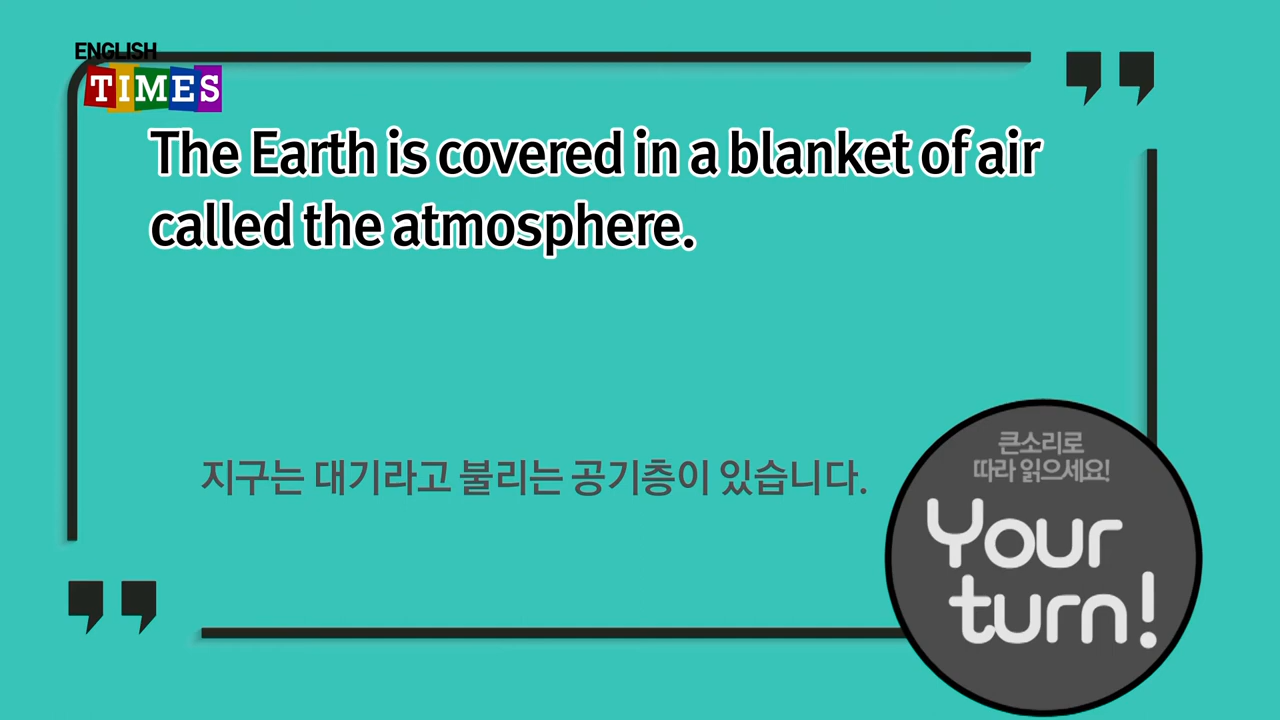 ENGLISH
TIMES
The Earth is covered in a blanket of air
called the atmosphere.
지구는 대기라고 불리는 공기층이 있습니다.
큰소리로
따라 읽으세요!
Your
turn!